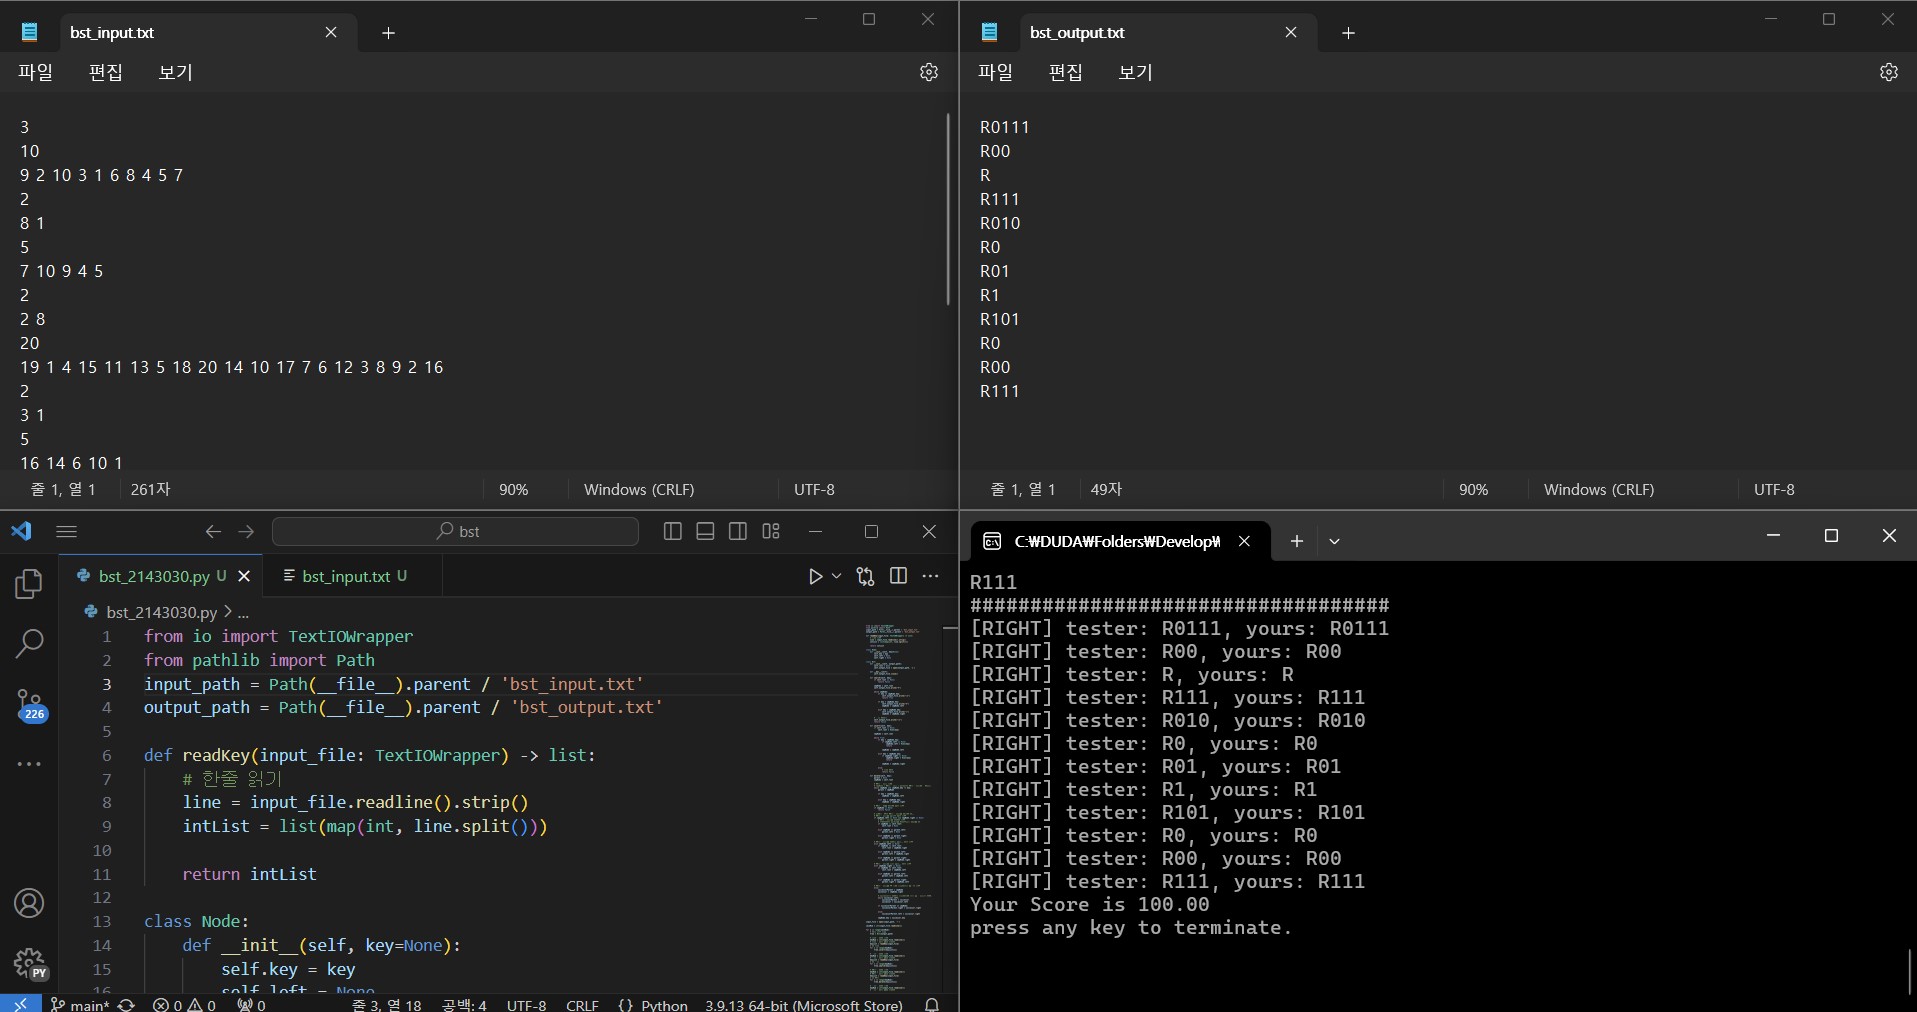 bst_input.txt
파일 편집 보기
3
10
9 2 10 3 1 6 8 4 5 7
2
8 1
5
7 10 9 4 5
2
2 8
20
19 1 4 15 11 13 5 18 20 14 10 17 7 6 12 3 8 9 2 16
2
3 1
5
16 14 6 10 1
줄 1, 열 1 261자 90% Windows (CRLF) UTF-8
bst_output.txt
파일 편집 보기
R0111
R00
R
R111
R010
R0
R01
R1
R101
R0
R00
R111
줄 1, 열 1 49자 90% Windows (CRLF) UTF-8
bst
bst_2143030.py U
bst_input.txt U
bst_2143030.py > ...
226
PY
1 from io import TextIOWrapper
2 from pathlib import Path
3 input_path = Path(__file__).parent / 'bst_input.txt'
4 output_path = Path(__file__).parent / 'bst_output.txt'
5
6 def readKey(input_file: TextIOWrapper) -> list:
7 # 한줄 읽기
8 line = input_file.readline().strip()
9 intList = list(map(int, line.split()))
10
11 return intList
12
13 class Node:
14 def __init__(self, key=None):
15 self.key = key
16 self.left = None
main* 0 0 0 줄 3, 열 18 공백: 4 UTF-8 CRLF {} Python 3.9.13 64-bit (Microsoft Store)
C:₩DUDA₩Folders₩Develop₩
R111
###################################
[RIGHT] tester: R0111, yours: R0111
[RIGHT] tester: R00, yours: R00
[RIGHT] tester: R, yours: R
[RIGHT] tester: R111, yours: R111
[RIGHT] tester: R010, yours: R010
[RIGHT] tester: R0, yours: R0
[RIGHT] tester: R01, yours: R01
[RIGHT] tester: R1, yours: R1
[RIGHT] tester: R101, yours: R101
[RIGHT] tester: R0, yours: R0
[RIGHT] tester: R00, yours: R00
[RIGHT] tester: R111, yours: R111
Your Score is 100.00
press any key to terminate.